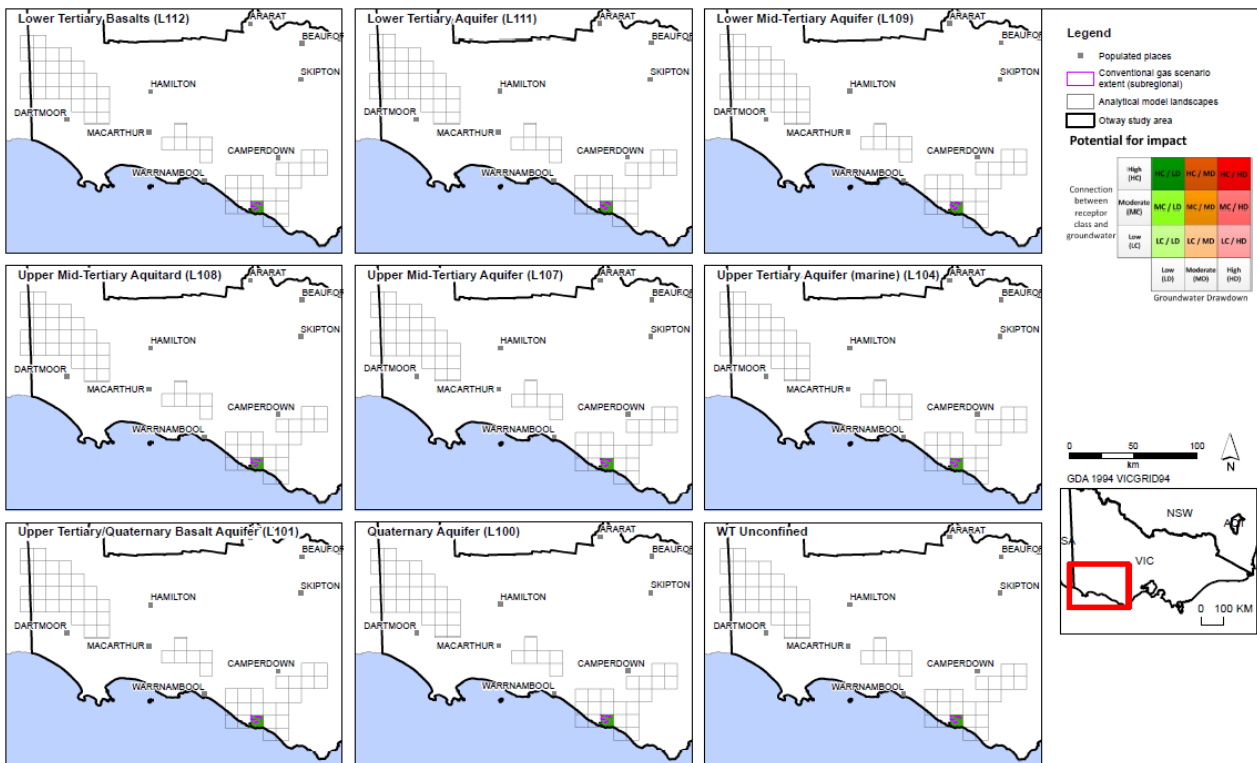 Lower Tertiary Basalts (L112)
ARARAT
BEAUFOR
SKIPTON
HAMILTON
DARTMOOR
MACARTHUR
CAMPERDOWN
WARRNAMBOOL
Lower Tertiary Aquifer (L111)
ARARAT
BEAUFOR
SKIPTON
HAMILTON
DARTMOOR
MACARTHUR
CAMPERDOWN
WARRNAMBOOL
Lower Mid-Tertiary Aquifer (L109)
ARARAT
BEAUFOR
SKIPTON
HAMILTON
DARTMOOR
MACARTHUR
CAMPERDOWN
WARRNAMBOOL
Upper Mid-Tertiary Aquitard (L108)
ARARAT
BEAUFOR
SKIPTON
HAMILTON
DARTMOOR
MACARTHUR
CAMPERDOWN
WARRNAMBOOL
Upper Mid-Tertiary Aquifer (L107)
ARARAT
BEAUFOR
SKIPTON
HAMILTON
DARTMOOR
MACARTHUR
CAMPERDOWN
WARRNAMBOOL
Upper Tertiary Aquifer (marine) (L104)
ARARAT
BEAUFOR
SKIPTON
HAMILTON
DARTMOOR
MACARTHUR
CAMPERDOWN
WARRNAMBOOL
Upper Tertiary/Quaternary Basalt Aquifer (L101)
ARARAT
BEAUFOR
SKIPTON
HAMILTON
DARTMOOR
MACARTHUR
CAMPERDOWN
WARRNAMBOOL
Quaternary Aquifer (L100)
ARARAT
BEAUFOR
SKIPTON
HAMILTON
DARTMOOR
MACARTHUR
CAMPERDOWN
WARRNAMBOOL
WT Unconfined
ARARAT
BEAUFOR
SKIPTON
HAMILTON
DARTMOOR
MACARTHUR
CAMPERDOWN
WARRNAMBOOL
Legend
Populated places
Conventional gas scenario
extent (subregional)
Analytical model landscapes
Otway study area
Potential for impact
Connection
between
receptor
class and
groundwater
High
(HC)
HC / LD
HC / MD
HC / HD
Moderate
(MC)
MC / LD
MC / MD
MC / HD
Low
(LC)
LC / LD
LC / MD
LC / HD
Low
(LD)
Moderate
(MD)
High
(HD)
Groundwater Drawdown
0 50 100
km
N
GDA 1994 VICGRID94
NSW
ACT
SA
VIC
0 100 KM